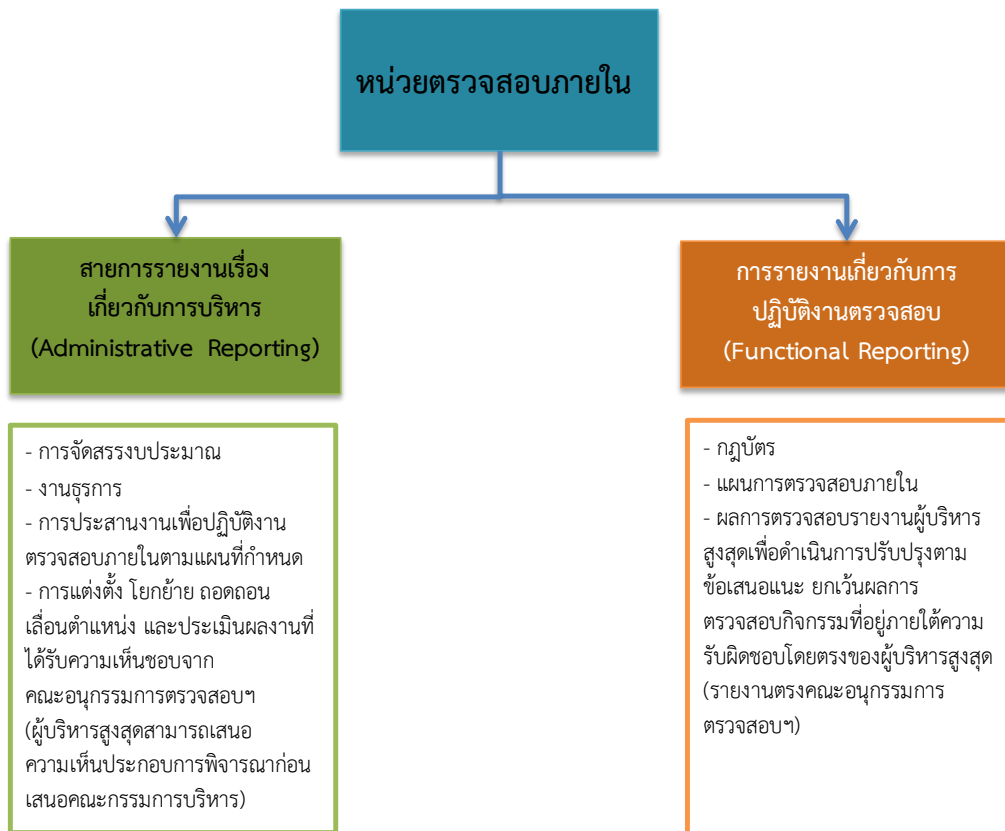 หน่วยตรวจสอบภายใน
สายการรายงานเรื่อง
เกี่ยวกับการบริหาร
(Administrative Reporting)
- การจัดสรรงบประมาณ
- งานธุรการ
- การประสานงานเพื่อปฏิบัติงาน
ตรวจสอบภายในตามแผนที่กำหนด
- การแต่งตั้ง โยกย้าย ถอดถอน
เลื่อนตำแหน่ง และประเมินผลงานที่
ได้รับความเห็นชอบจาก
คณะอนุกรรมการตรวจสอบฯ
(ผู้บริหารสูงสุดสามารถเสนอ
ความเห็นประกอบการพิจารณาก่อน
เสนอคณะกรรมการบริหาร)
การรายงานเกี่ยวกับการ
ปฏิบัติงานตรวจสอบ
(Functional Reporting)
- กฎบัตร
- แผนการตรวจสอบภายใน
- ผลการตรวจสอบรายงานผู้บริหาร
สูงสุดเพื่อดำเนินการปรับปรุงตาม
ข้อเสนอแนะ ยกเว้นผลการ
ตรวจสอบกิจกรรมที่อยู่ภายใต้ความ
รับผิดชอบโดยตรงของผู้บริหารสูงสุด
(รายงานตรงคณะอนุกรรมการ
ตรวจสอบฯ)